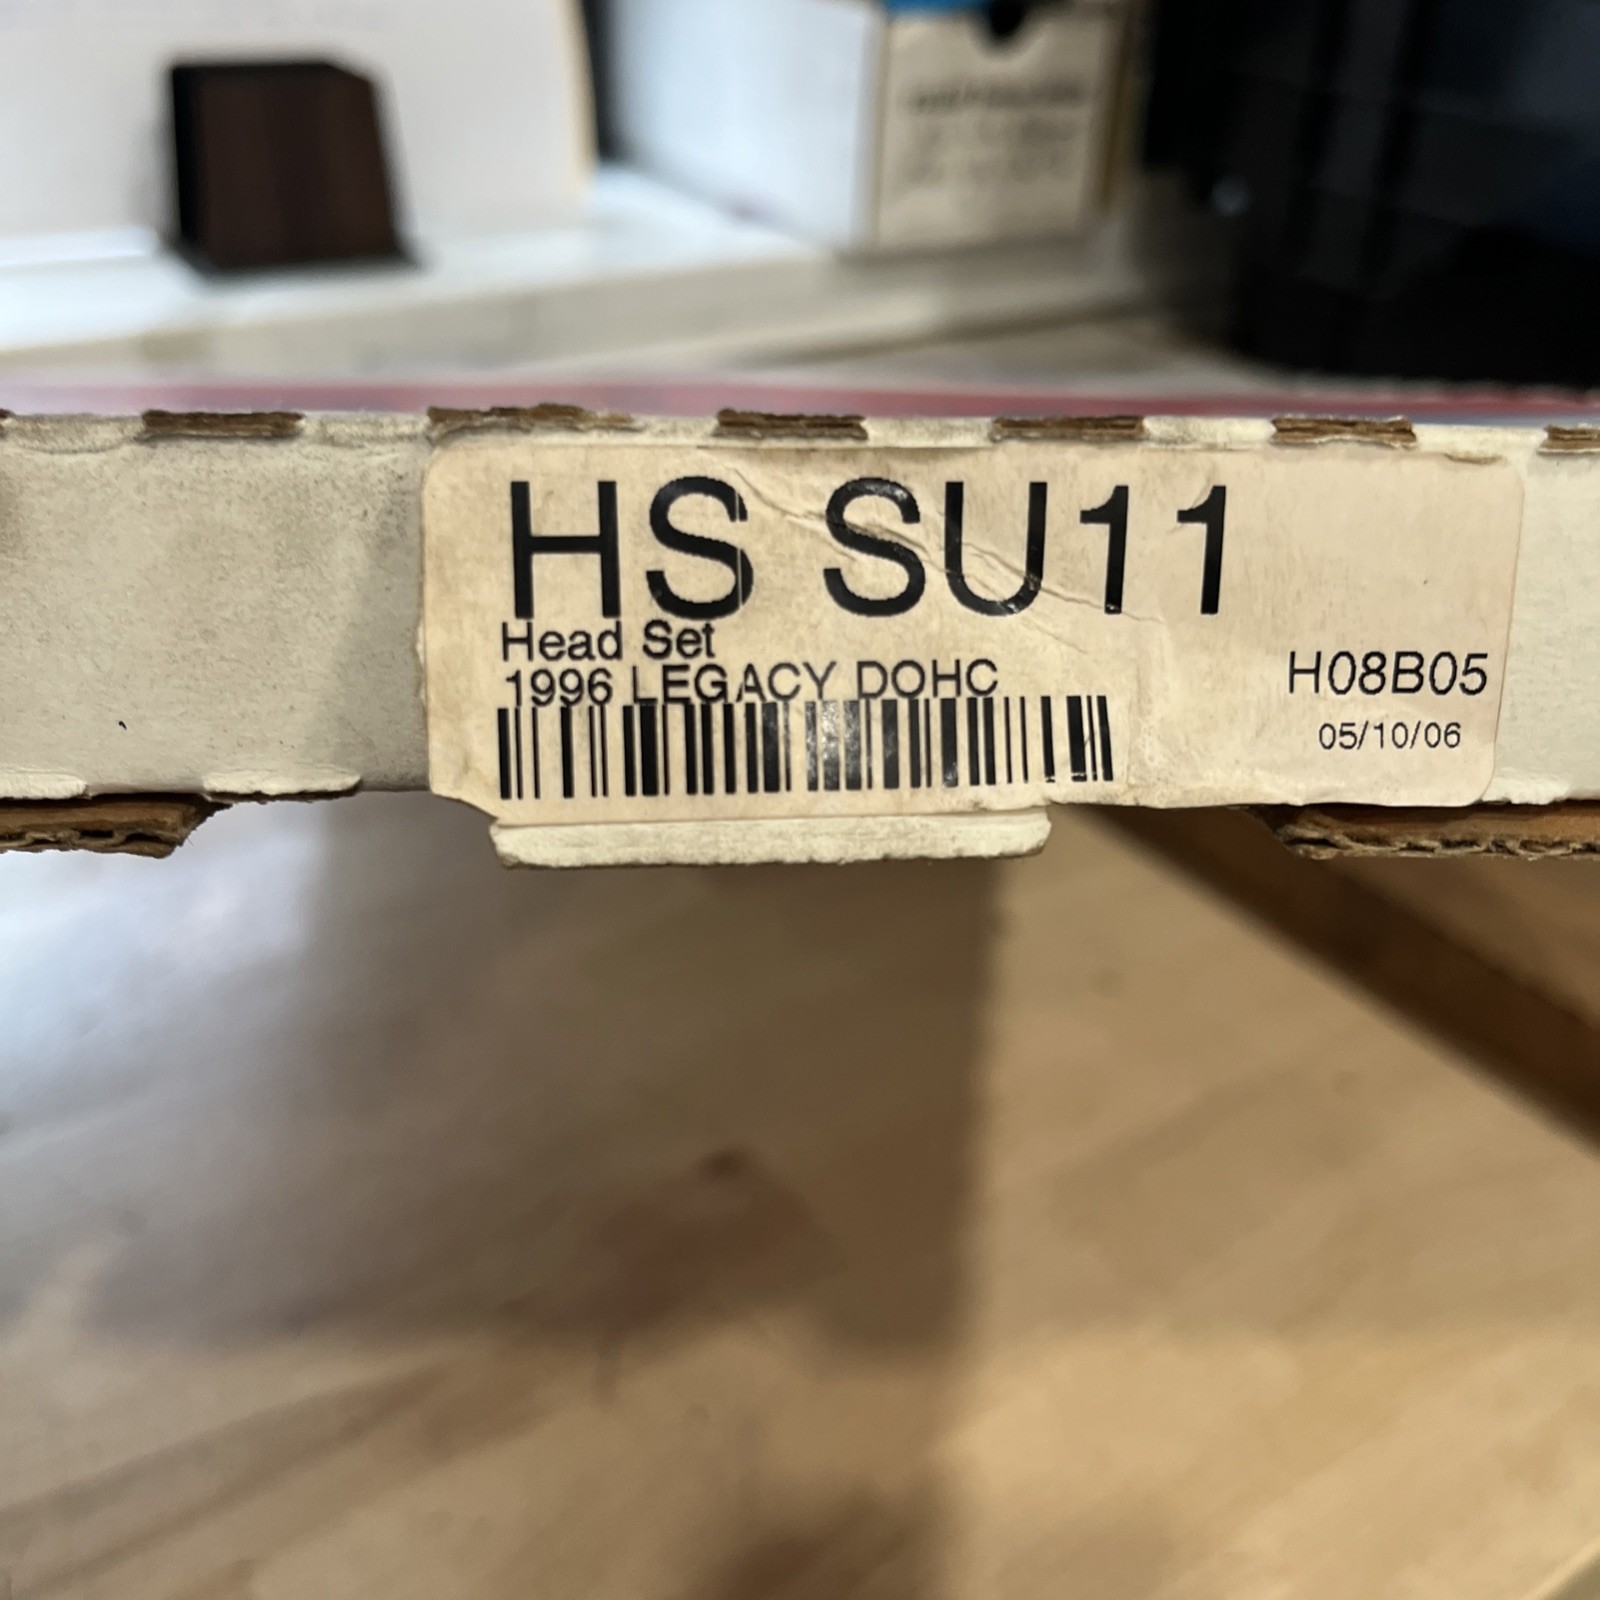 HS SU11
Head Set
1996 LEGACY DOHC
H08B05
05/10/06